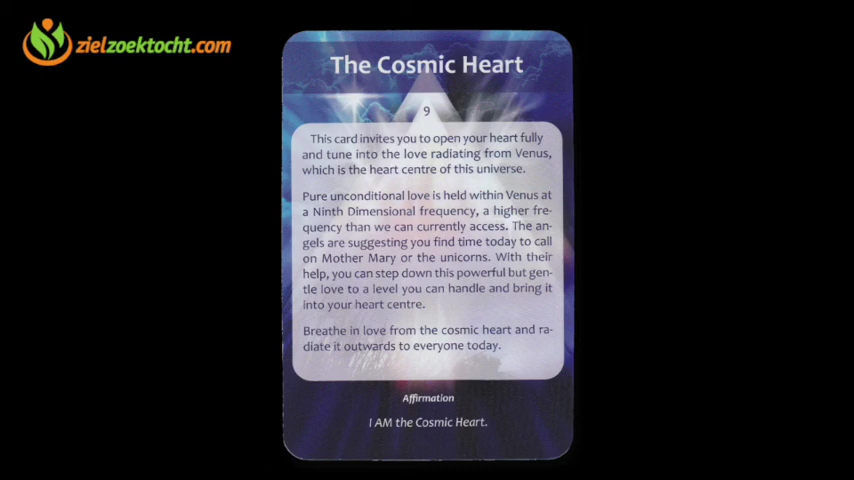 zielzoektocht.com
The Cosmic Heart
9
This card invites you to open your heart fully
and tune into the love radiating from Venus,
which is the heart centre of this universe.
Pure unconditional love is held within Venus at
a Ninth Dimensional frequency, a higher fre-
quency than we can currently access. The an-
gels are suggesting you find time today to call
on Mother Mary or the unicorns. With their
help, you can step down this powerful but gen-
tle love to a level you can handle and bring it
into your heart centre.
Breathe in love from the cosmic heart and ra-
diate it outwards to everyone today.
Affirmation
I AM the Cosmic Heart.